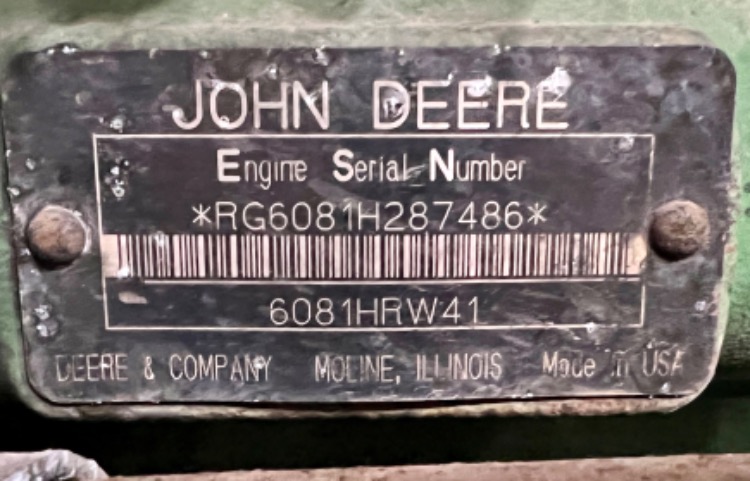 JOHN DEERE
Engine Serial Number
*RG6081H287486*
6081HRW41
DEERE & COMPANY MOLINE, ILLINOIS Made in USA